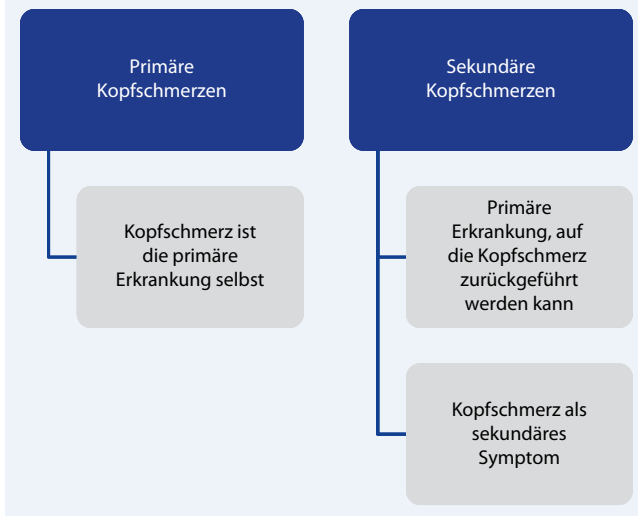 Primäre
Kopfschmerzen
Kopfschmerz ist
die primäre
Erkrankung selbst
Sekundäre
Kopfschmerzen
Primäre
Erkrankung, auf
die Kopfschmerz
zurückgeführt
werden kann
Kopfschmerz als
sekundäres
Symptom